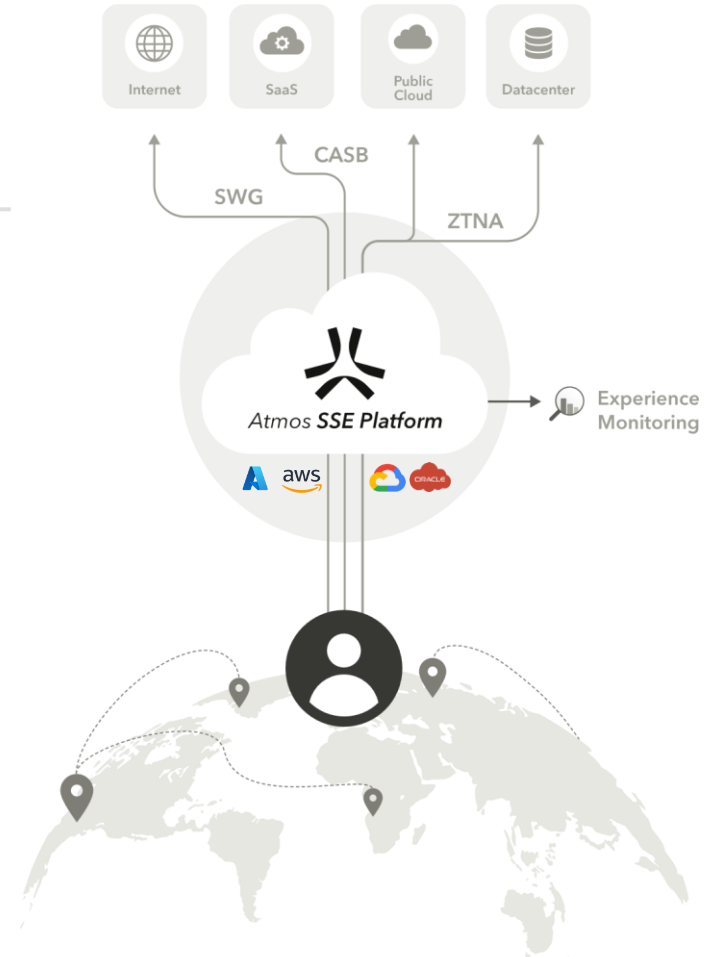 Internet
SaaS
Public
Cloud
Datacenter
CASB
SWG
ZTNA
Atmos SSE Platform
Experience
Monitoring
aws
ORACLE